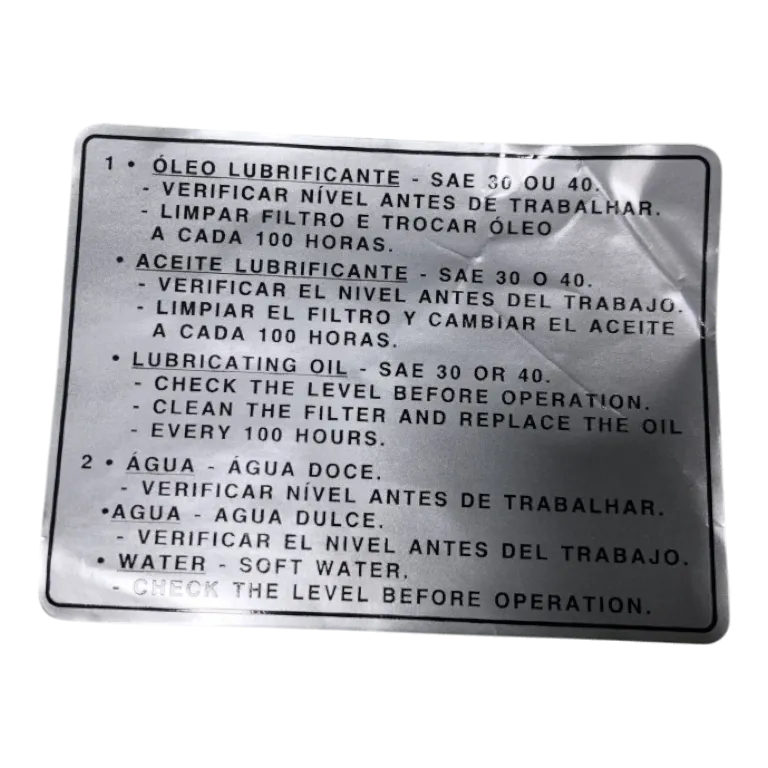 1 • ÓLEO LUBRIFICANTE - SAE 30 OU 40.
- VERIFICAR NÍVEL ANTES DE TRABALHAR.
- LIMPAR FILTRO E TROCAR ÓLEO
A CADA 100 HORAS.
• ACEITE LUBRIFICANTE - SAE 30 O 40.
- VERIFICAR EL NIVEL ANTES DEL TRABAJO.
- LIMPIAR EL FILTRO Y CAMBIAR EL ACEITE
A CADA 100 HORAS.
• LUBRICATING OIL - SAE 30 OR 40.
- CHECK THE LEVEL BEFORE OPERATION.
- CLEAN THE FILTER AND REPLACE THE OIL
- EVERY 100 HOURS.
2 • ÁGUA - ÁGUA DOCE.
- VERIFICAR NÍVEL ANTES DE TRABALHAR.
•AGUA - AGUA DULCE.
- VERIFICAR EL NIVEL ANTES DEL TRABAJO.
• WATER - SOFT WATER.
- CHECK THE LEVEL BEFORE OPERATION.